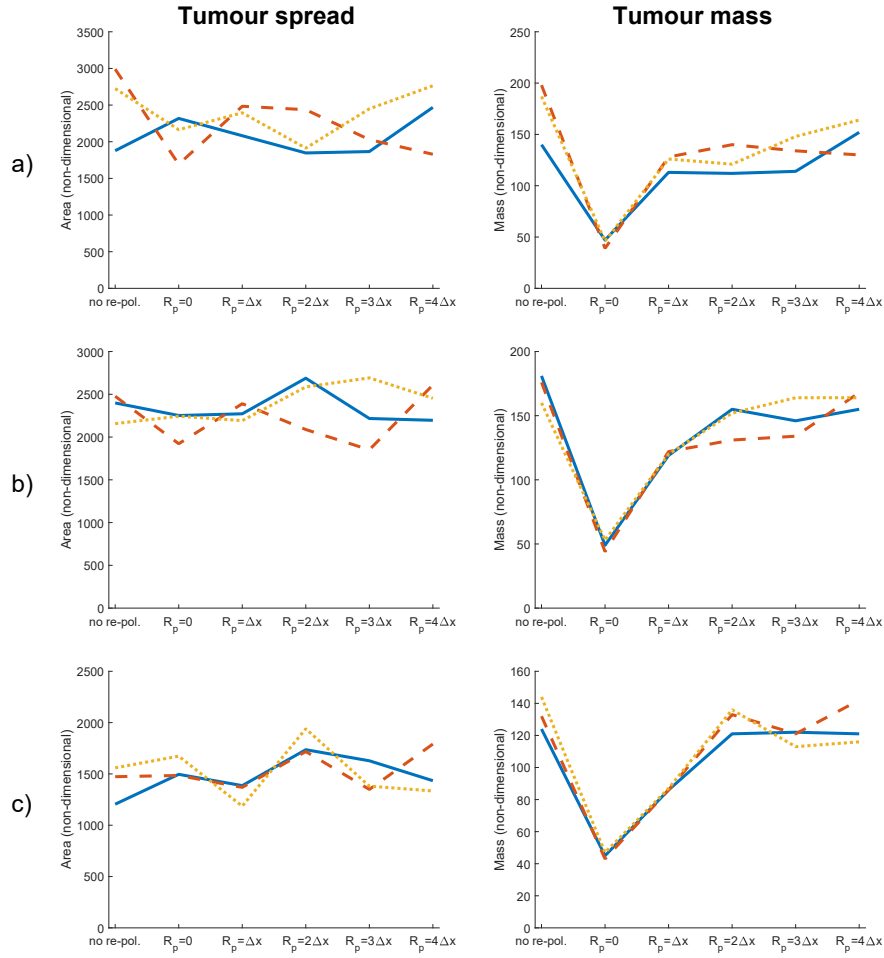 Tumour spread
Tumour mass
a)
Area (non-dimensional)
3500
3000
2500
2000
1500
1000
500
0
no re-pol. R_p=0 R_p=Δx R_p=2Δx R_p=3Δx R_p=4Δx
Mass (non-dimensional)
250
200
150
100
50
0
no re-pol. R_p=0 R_p=Δx R_p=2Δx R_p=3Δx R_p=4Δx
b)
Area (non-dimensional)
3000
2500
2000
1500
1000
500
0
no re-pol. R_p=0 R_p=Δx R_p=2Δx R_p=3Δx R_p=4Δx
Mass (non-dimensional)
200
150
100
50
0
no re-pol. R_p=0 R_p=Δx R_p=2Δx R_p=3Δx R_p=4Δx
c)
Area (non-dimensional)
2500
2000
1500
1000
500
0
no re-pol. R_p=0 R_p=Δx R_p=2Δx R_p=3Δx R_p=4Δx
Mass (non-dimensional)
160
140
120
100
80
60
40
20
0
no re-pol. R_p=0 R_p=Δx R_p=2Δx R_p=3Δx R_p=4Δx